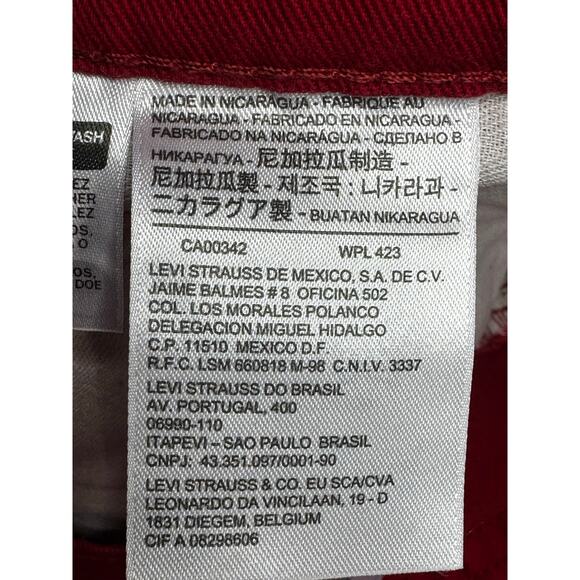 MADE IN NICARAGUA - FABRIQUE AU
NICARAGUA - FABRICADO EN NICARAGUA -
FABRICADO NA NICARÁGUA - СДЕЛАНО В
НИКАРАГУА - 尼加拉瓜制造 -
尼加拉瓜製 - 제조국 : 니카라과 -
ニカラグア製 - BUATAN NIKARAGUA
CA00342 WPL 423
LEVI STRAUSS DE MEXICO, S.A. DE C.V.
JAIME BALMES # 8 OFICINA 502
COL. LOS MORALES POLANCO
DELEGACION MIGUEL HIDALGO
C.P. 11510 MEXICO D.F.
R.F.C. LSM 660818 M-98 C.N.I.V. 3337
LEVI STRAUSS DO BRASIL
AV. PORTUGAL, 400
06990-110
ITAPEVI – SAO PAULO BRASIL
CNPJ: 43.351.097/0001-90
LEVI STRAUSS & CO. EU SCA/CVA
LEONARDO DA VINCILAAN, 19 - D
1831 DIEGEM, BELGIUM
CIF A 08298606